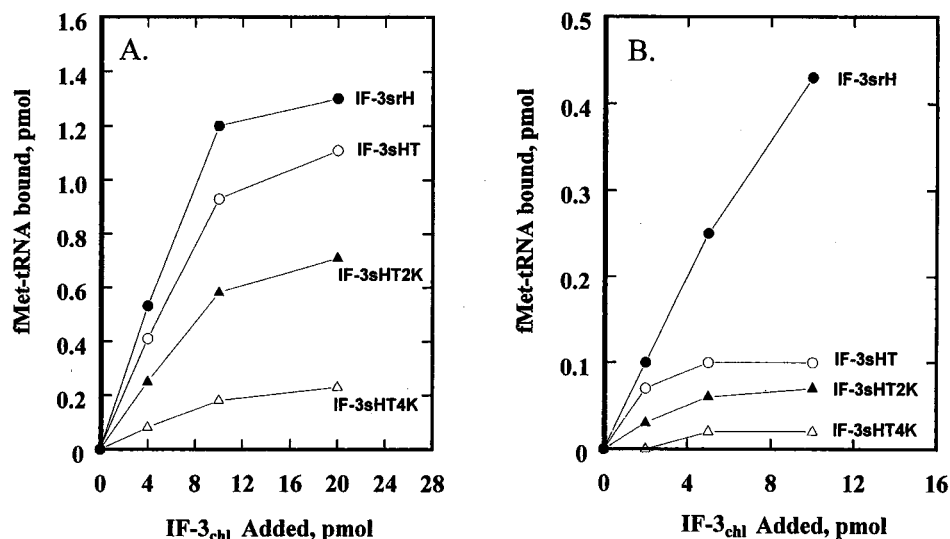 A.
fMet-tRNA bound, pmol
1.6
1.4
1.2
1.0
0.8
0.6
0.4
0.2
0
IF-3srH
IF-3sHT
IF-3sHT2K
IF-3sHT4K
0 4 8 12 16 20 24 28
IF-3chl Added, pmol
B.
fMet-tRNA bound, pmol
0.5
0.4
0.3
0.2
0.1
0.0
IF-3srH
IF-3sHT
IF-3sHT2K
IF-3sHT4K
0 4 8 12 16
IF-3chl Added, pmol